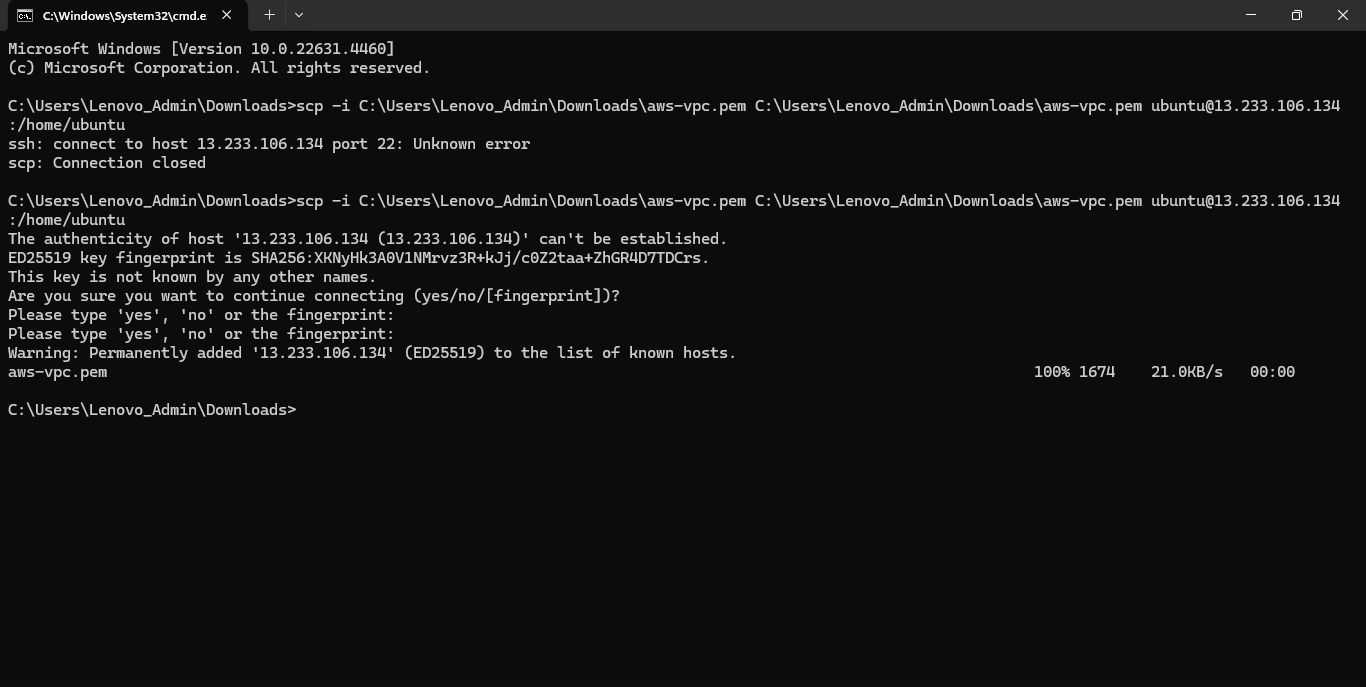 C:\Windows\System32\cmd.e
Microsoft Windows [Version 10.0.22631.4460]
(c) Microsoft Corporation. All rights reserved.
C:\Users\Lenovo_Admin\Downloads>scp -i C:\Users\Lenovo_Admin\Downloads\aws-vpc.pem C:\Users\Lenovo_Admin\Downloads\aws-vpc.pem ubuntu@13.233.106.134
:/home/ubuntu
ssh: connect to host 13.233.106.134 port 22: Unknown error
scp: Connection closed
C:\Users\Lenovo_Admin\Downloads>scp -i C:\Users\Lenovo_Admin\Downloads\aws-vpc.pem C:\Users\Lenovo_Admin\Downloads\aws-vpc.pem ubuntu@13.233.106.134
:/home/ubuntu
The authenticity of host '13.233.106.134 (13.233.106.134)' can't be established.
ED25519 key fingerprint is SHA256:XKNyHk3A0V1NMrvz3R+kJj/c0Z2taa+ZhGR4D7TDCrs.
This key is not known by any other names.
Are you sure you want to continue connecting (yes/no/[fingerprint])?
Please type 'yes', 'no' or the fingerprint:
Please type 'yes', 'no' or the fingerprint:
Warning: Permanently added '13.233.106.134' (ED25519) to the list of known hosts.
aws-vpc.pem 100% 1674 21.0KB/s 00:00
C:\Users\Lenovo_Admin\Downloads>